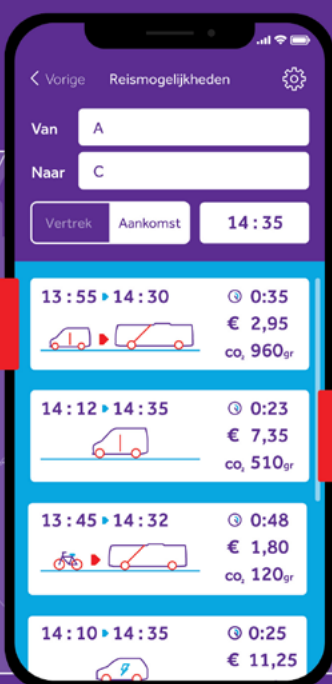 Vorige Reismogelijkheden
Van A
Naar C
Vertrek Aankomst 14:35
13:55 14:30 0:35
€ 2,95
co₂ 960gr
14:12 14:35 0:23
€ 7,35
co₂ 510gr
13:45 14:32 0:48
€ 1,80
co₂ 120gr
14:10 14:35 0:25
€ 11,25